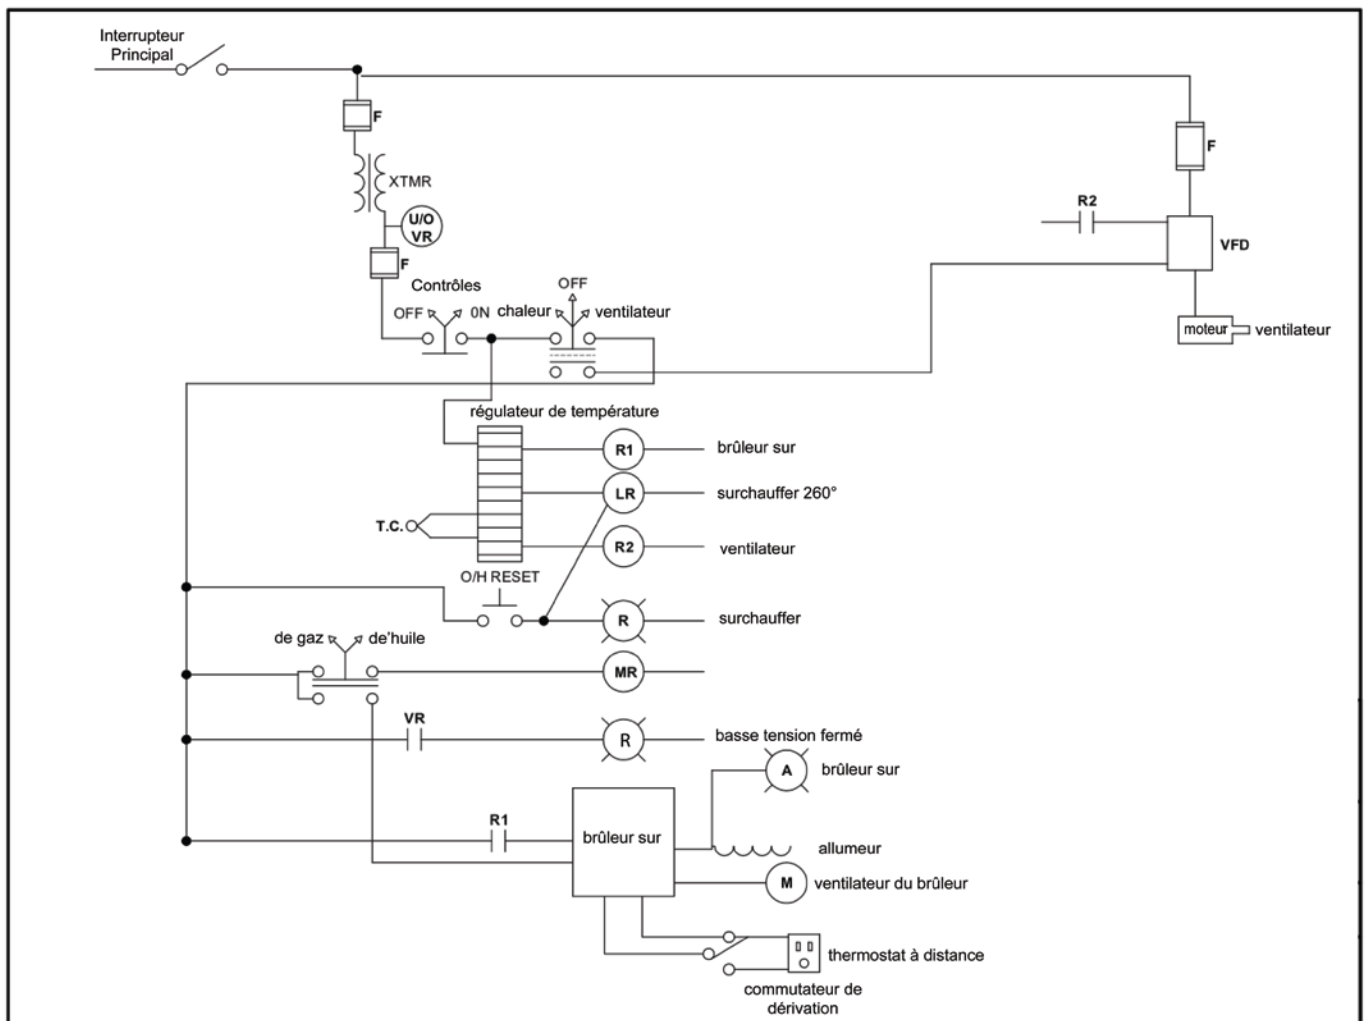 Interrupteur
Principal
F
XTMR
U/O
VR
F
Contrôles
OFF
0N
chaleur
OFF
ventilateur
F
R2
VFD
moteur
ventilateur
régulateur de température
R1
brûleur sur
LR
surchauffer 260°
T.C.
R2
ventilateur
O/H RESET
R
surchauffer
de gaz
de'huile
MR
VR
R
basse tension fermé
A
brûleur sur
R1
brûleur sur
allumeur
M
ventilateur du brûleur
thermostat à distance
commutateur de
dérivation